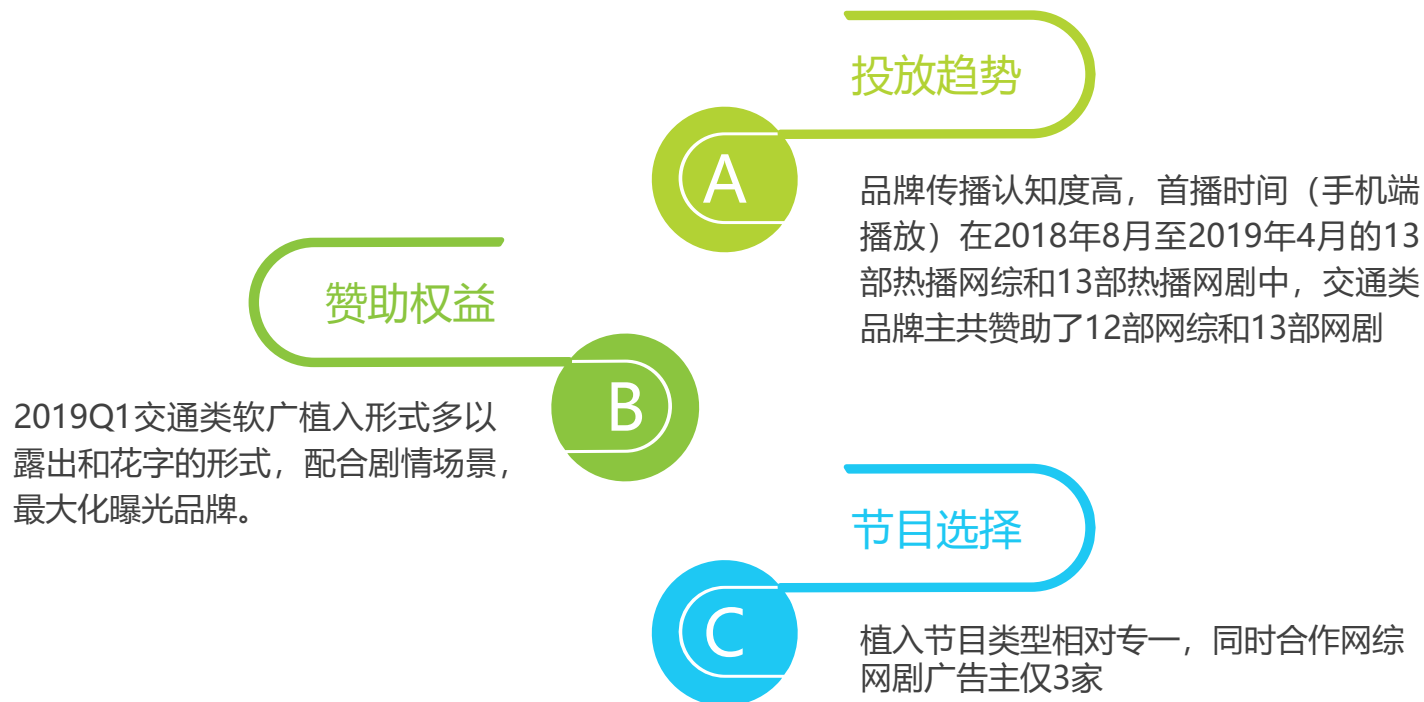 投放趋势
A
品牌传播认知度高，首播时间（手机端
播放）在2018年8月至2019年4月的13
部热播网综和13部热播网剧中，交通类
品牌主共赞助了12部网综和13部网剧
赞助权益
B
2019Q1交通类软广植入形式多以
露出和花字的形式，配合剧情场景，
最大化曝光品牌。
节目选择
C
植入节目类型相对专一，同时合作网综
网剧广告主仅3家